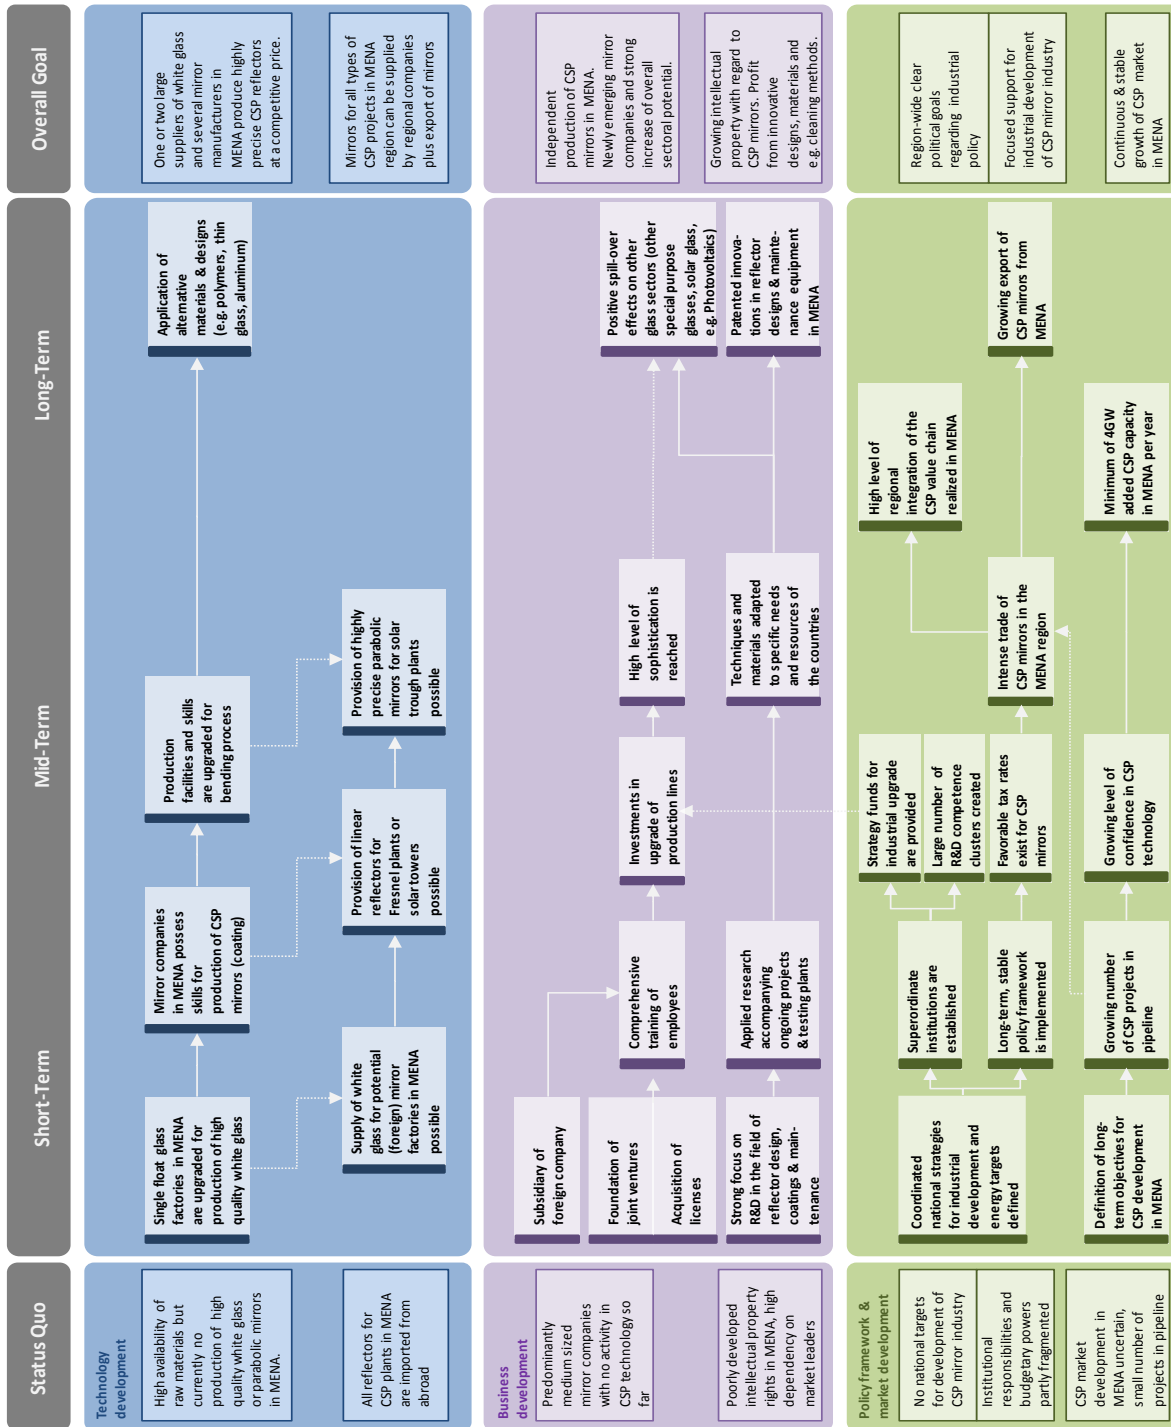 Status Quo
Short-Term
Mid-Term
Long-Term
Overall Goal
Technology
development
High availability of
raw materials but
currently no
production of high
quality white glass
or parabolic mirrors
in MENA.
All reflectors for
CSP plants in MENA
are imported from
abroad
Single float glass
factories in MENA
are upgraded for
production of high
quality white glass
Supply of white
glass for potential
(foreign) mirror
factories in MENA
possible
Mirror companies
in MENA possess
skills for
production of CSP
mirrors (coating)
Provision of linear
reflectors for
Fresnel plants or
solar towers
possible
Production
facilities and skills
are upgraded for
bending process
Provision of highly
precise parabolic
mirrors for solar
trough plants
possible
Application of
alternative
materials & designs
(e.g. polymers, thin
glass, aluminum)
One or two large
suppliers of white glass
and several mirror
manufacturers in
MENA produce highly
precise CSP reflectors
at a competitive price.
Mirrors for all types of
CSP projects in MENA
region can be supplied
by regional companies
plus export of mirrors
Business
development
Predominantly
medium sized
mirror companies
with no activity in
CSP technology so
far
Poorly developed
intellectual property
rights in MENA, high
dependency on
market leaders
Subsidiary of
foreign company
Foundation of
joint ventures
Acquisition of
licenses
Strong focus on
R&D in the field of
reflector design,
coatings & main-
tenance
Comprehensive
training of
employees
Applied research
accompanying
ongoing projects
& testing plants
Investments in
upgrade of
production lines
High level of
sophistication is
reached
Techniques and
materials adapted
to specific needs
and resources of
the countries
Positive spill-over
effects on other
glass sectors (other
special purpose
glasses, solar glass,
e.g. Photovoltaics)
Patented innova-
tions in reflector
designs & mainte-
nance equipment
in MENA
Independent
production of CSP
mirrors in MENA.
Newly emerging mirror
companies and strong
increase of overall
sectoral potential.
Growing intellectual
property with regard to
CSP mirrors. Profit
from innovative
designs, materials and
e.g. cleaning methods.
Policy framework &
market development
No national targets
for development of
CSP mirror industry
Institutional
responsibilities and
budgetary powers
partly fragmented
CSP market
development in
MENA uncertain,
small number of
projects in pipeline
Coordinated
national strategies
for industrial
development and
energy targets
defined
Definition of long-
term objectives for
CSP development
in MENA
Superordinate
institutions are
established
Long-term, stable
policy framework
is implemented
Growing number
of CSP projects in
pipeline
Strategy funds for
industrial upgrade
are provided
Large number of
R&D competence
clusters created
Favorable tax rates
exist for CSP
mirrors
Growing level of
confidence in CSP
technology
Intense trade of
CSP mirrors in the
MENA region
High level of
regional
integration of the
CSP value chain
realized in MENA
Minimum of 4GW
added CSP capacity
in MENA per year
Growing export of
CSP mirrors from
MENA
Region-wide clear
political goals
regarding industrial
policy
Focused support for
industrial development
of CSP mirror industry
Continuous & stable
growth of CSP market
in MENA